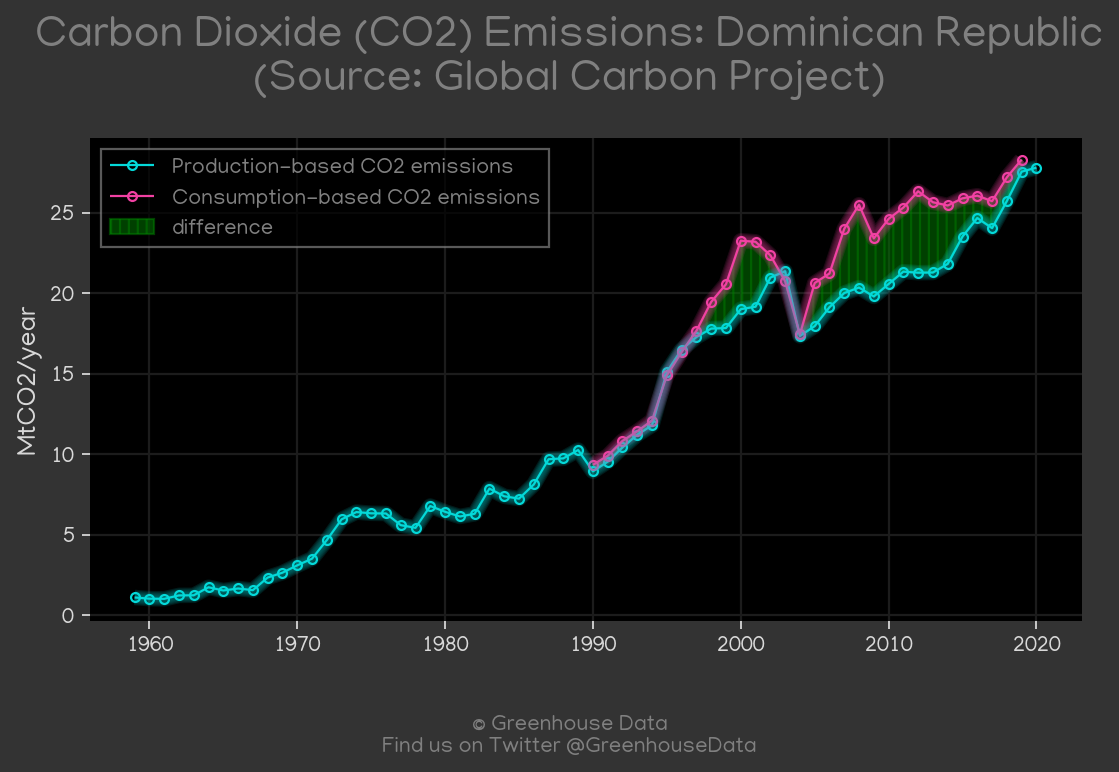 Carbon Dioxide (CO2) Emissions: Dominican Republic
(Source: Global Carbon Project)
Production-based CO2 emissions
Consumption-based CO2 emissions
difference
MtCO2/year
25
20
15
10
5
0
1960 1970 1980 1990 2000 2010 2020
© Greenhouse Data
Find us on Twitter @GreenhouseData